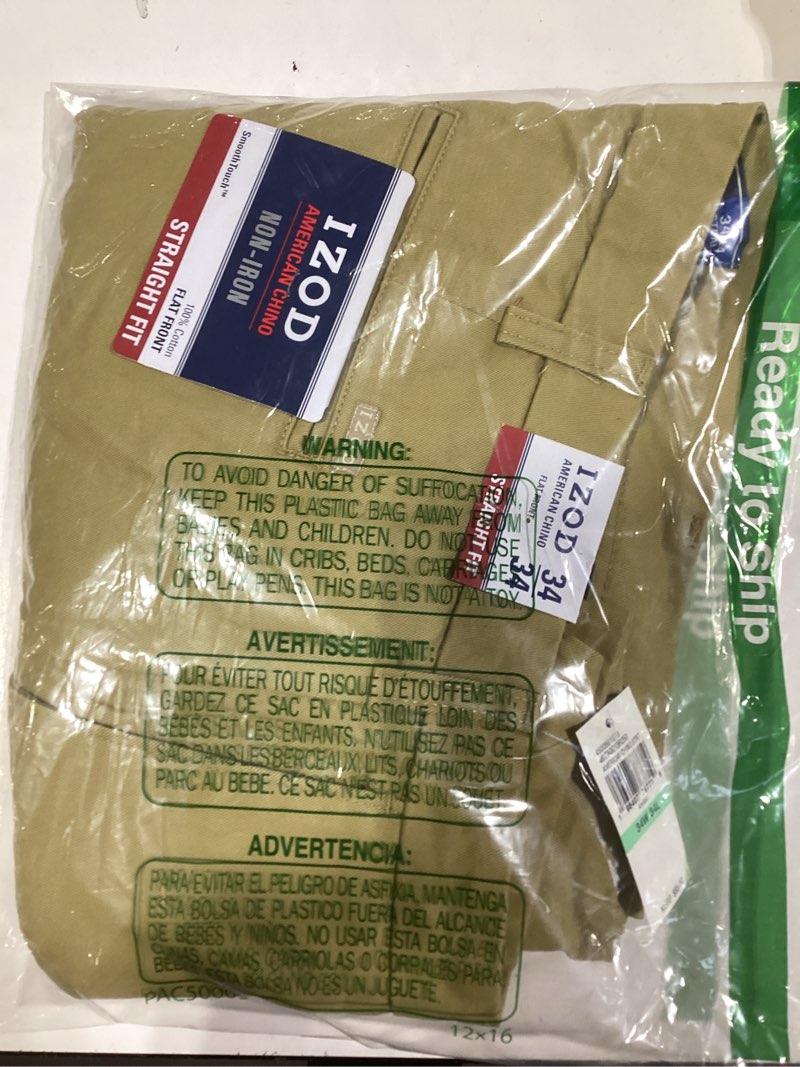 IZOD
AMERICAN CHINO
NON-IRON
SmoothTouch™
100% Cotton
FLAT FRONT
STRAIGHT FIT
IZOD
AMERICAN CHINO
FLAT FRONT
STRAIGHT FIT
34
34
34W 34L
Ready to Ship
Ship
WARNING:
TO AVOID DANGER OF SUFFOCATION,
KEEP THIS PLASTIC BAG AWAY FROM
BABIES AND CHILDREN. DO NOT USE
THIS BAG IN CRIBS, BEDS, CARRIAGES
OR PLAY PENS. THIS BAG IS NOT A TOY.
AVERTISSEMENT:
POUR ÉVITER TOUT RISQUE D'ÉTOUFFEMENT,
GARDEZ CE SAC EN PLASTIQUE LOIN DES
BÉBÉS ET LES ENFANTS, N'UTILISEZ PAS CE
SAC DANS LES BERCEAUX, LITS, CHARIOTS OU
PARC AU BEBE. CE SAC N'EST PAS UN JOUET.
ADVERTENCIA:
PARA EVITAR EL PELIGRO DE ASFIXIA, MANTENGA
ESTA BOLSA DE PLASTICO FUERA DEL ALCANCE
DE BEBÉS Y NINOS. NO USAR ESTA BOLSA EN
CUNAS, CAMAS, CARRIOLAS O CORRALES PARA
BEBÉS. ESTA BOLSA NO ES UN JUGUETE.
12x16